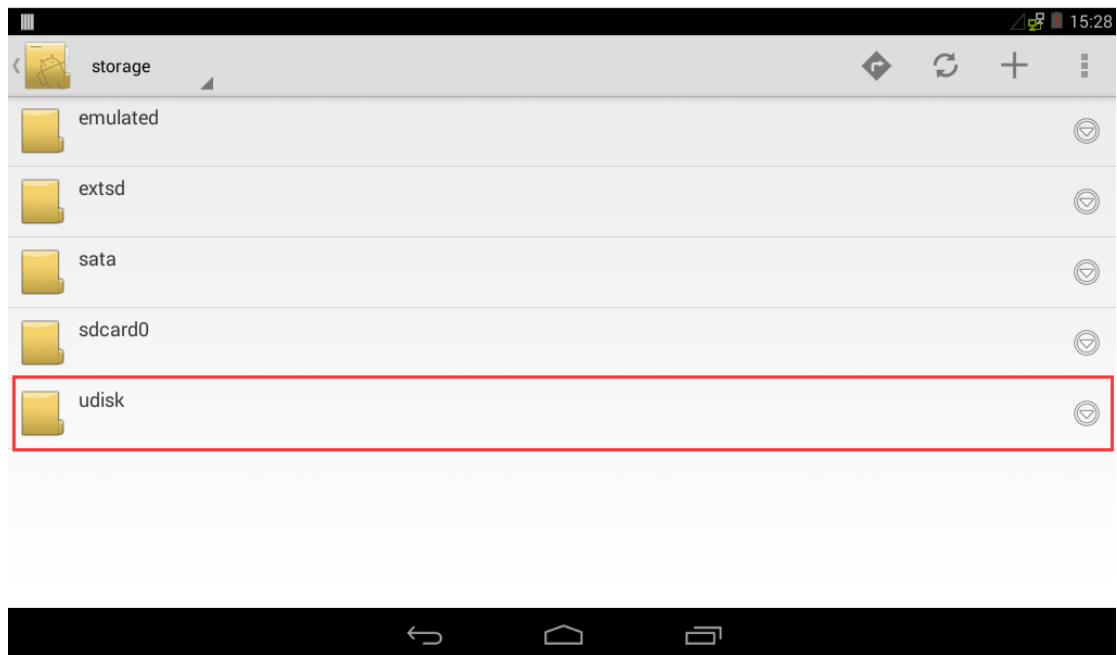 15:28
storage
emulated
extsd
sata
sdcard0
udisk